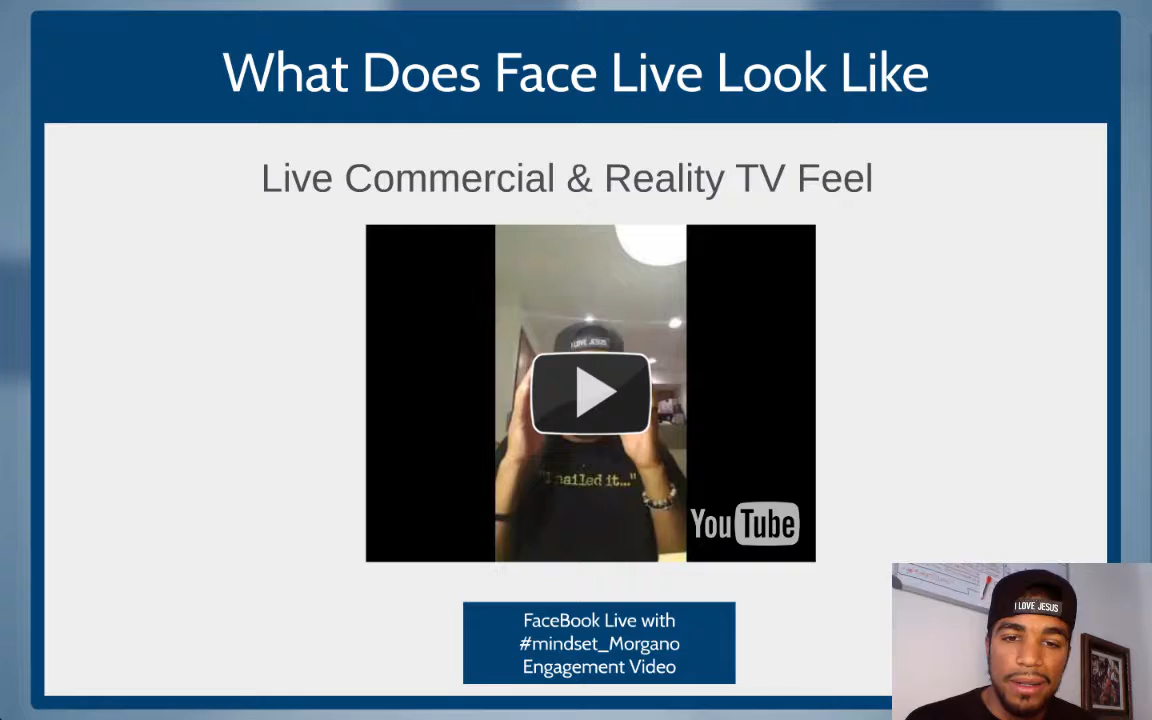 What Does Face Live Look Like
Live Commercial & Reality TV Feel
I LOVE JESUS
"I nailed it..."
YouTube
FaceBook Live with
#mindset_Morgano
Engagement Video
I LOVE JESUS